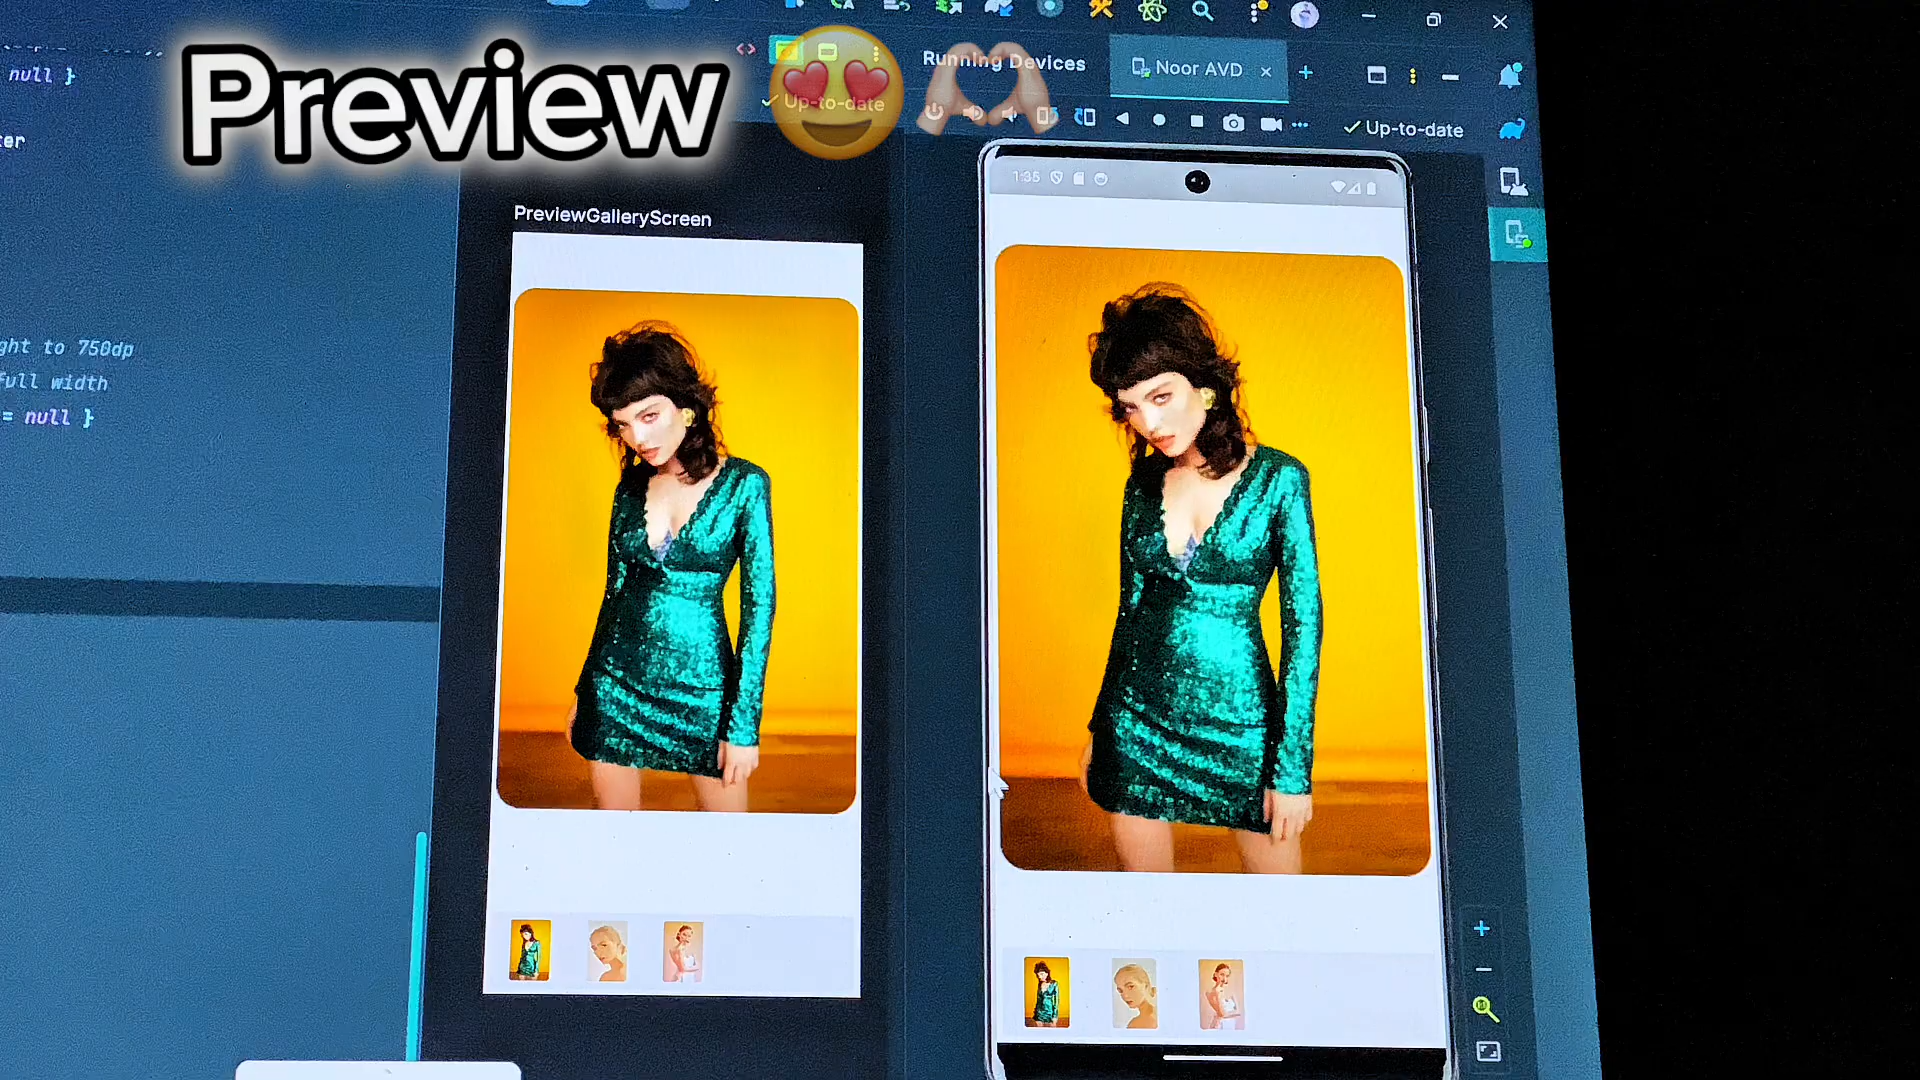 Preview 😍🫶🏼
null }
Running Devices
Noor AVD
Up-to-date
Up-to-date
PreviewGalleryScreen
1:35
ght to 750dp
full width
= null }